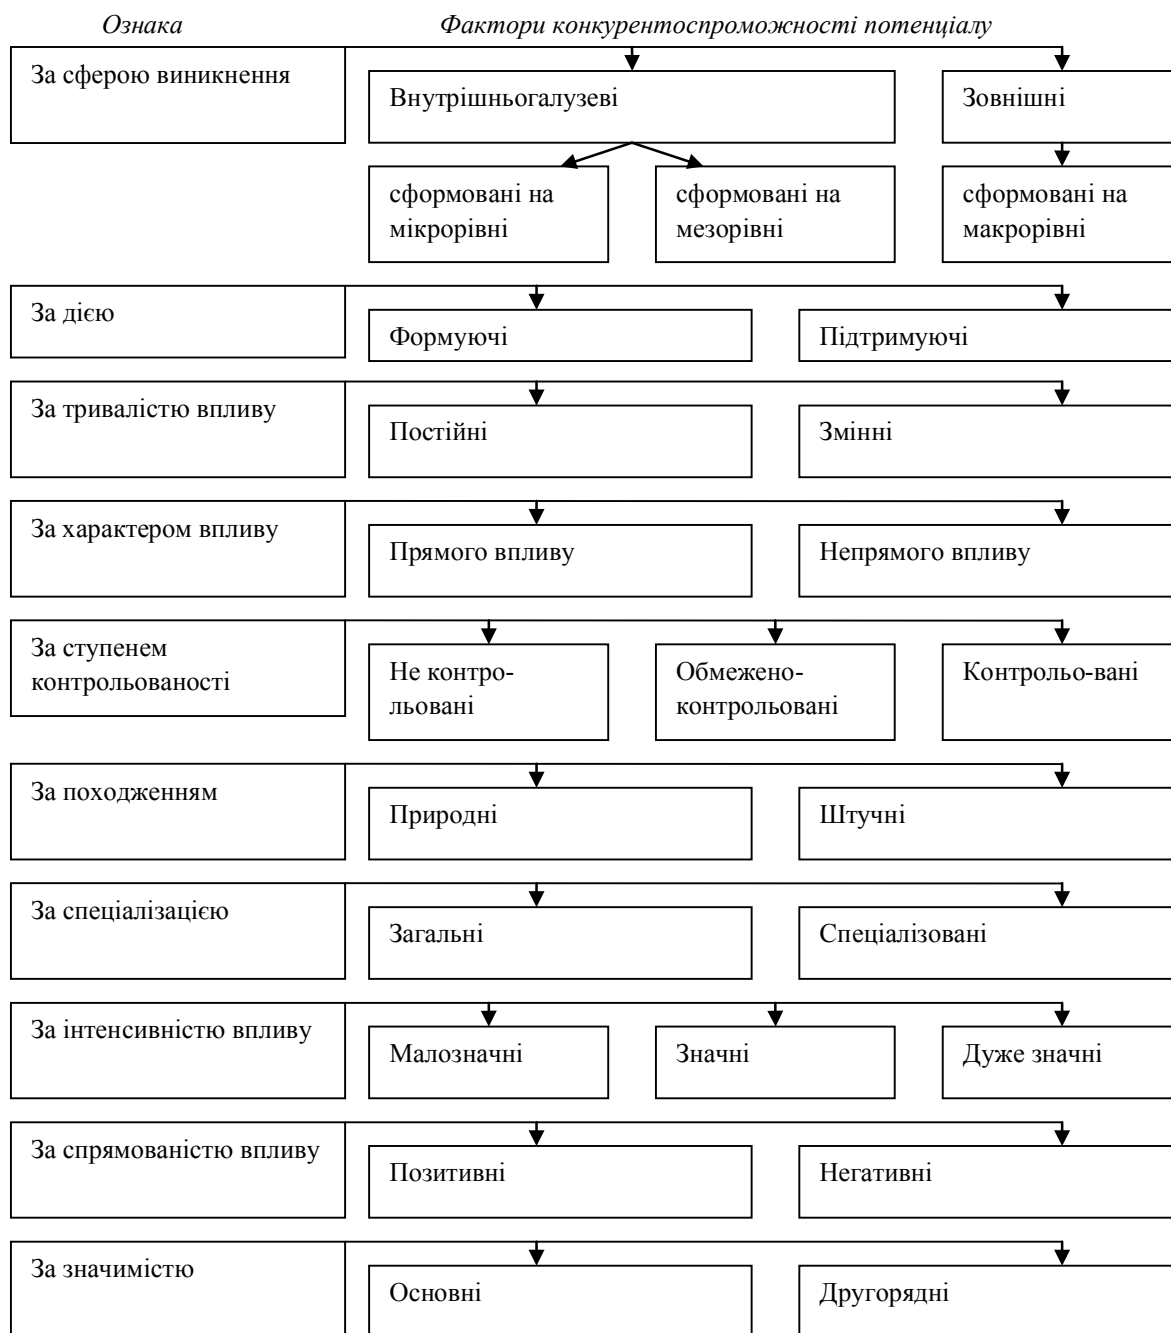 Ознака
Фактори конкурентоспроможності потенціалу
За сферою виникнення
Внутрішньогалузеві
Зовнішні
сформовані на
мікрорівні
сформовані на
мезорівні
сформовані на
макрорівні
За дією
Формуючі
Підтримуючі
За тривалістю впливу
Постійні
Змінні
За характером впливу
Прямого впливу
Непрямого впливу
За ступенем
контрольованості
Не контро-
льовані
Обмежено-
контрольовані
Контрольо-вані
За походженням
Природні
Штучні
За спеціалізацією
Загальні
Спеціалізовані
За інтенсивністю впливу
Малозначні
Значні
Дуже значні
За спрямованістю впливу
Позитивні
Негативні
За значимістю
Основні
Другорядні